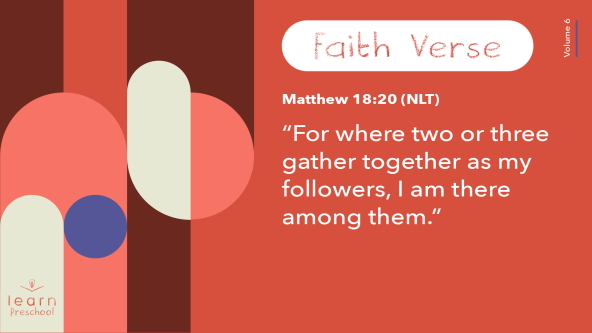 Faith Verse
Volume 6
Matthew 18:20 (NLT)
“For where two or three
gather together as my
followers, I am there
among them.”
learn
Preschool